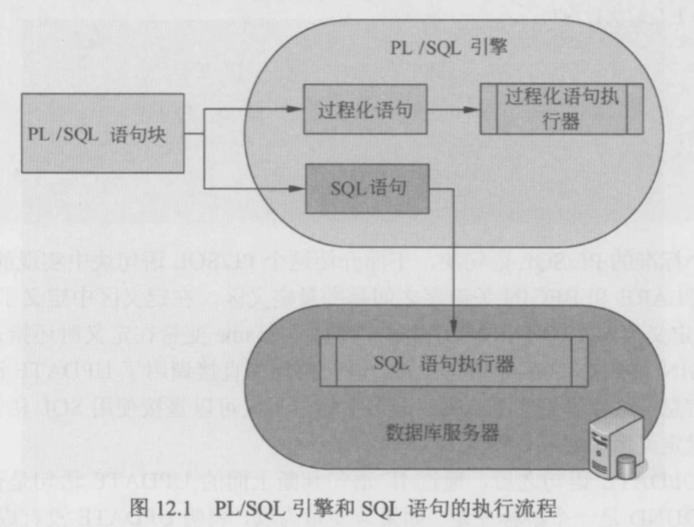 PL/SQL 引擎
PL/SQL 语句块
过程化语句
过程化语句执
行器
SQL语句
SQL 语句执行器
数据库服务器
图 12.1 PL/SQL 引擎和 SQL 语句的执行流程